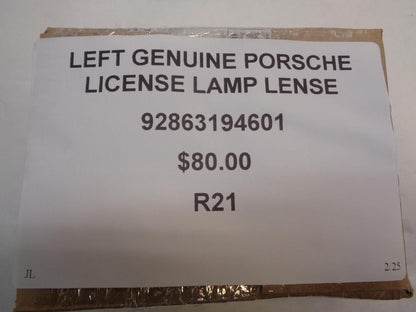 LEFT GENUINE PORSCHE
LICENSE LAMP LENSE
92863194601
$80.00
R21
JL
2/25